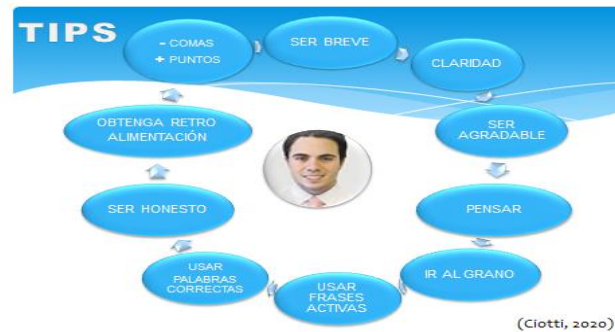 TIPS
- COMAS
+ PUNTOS
SER BREVE
CLARIDAD
SER
AGRADABLE
PENSAR
IR AL GRANO
USAR
FRASES
ACTIVAS
USAR
PALABRAS
CORRECTAS
SER HONESTO
OBTENGA RETRO
ALIMENTACIÓN
(Ciotti, 2020)